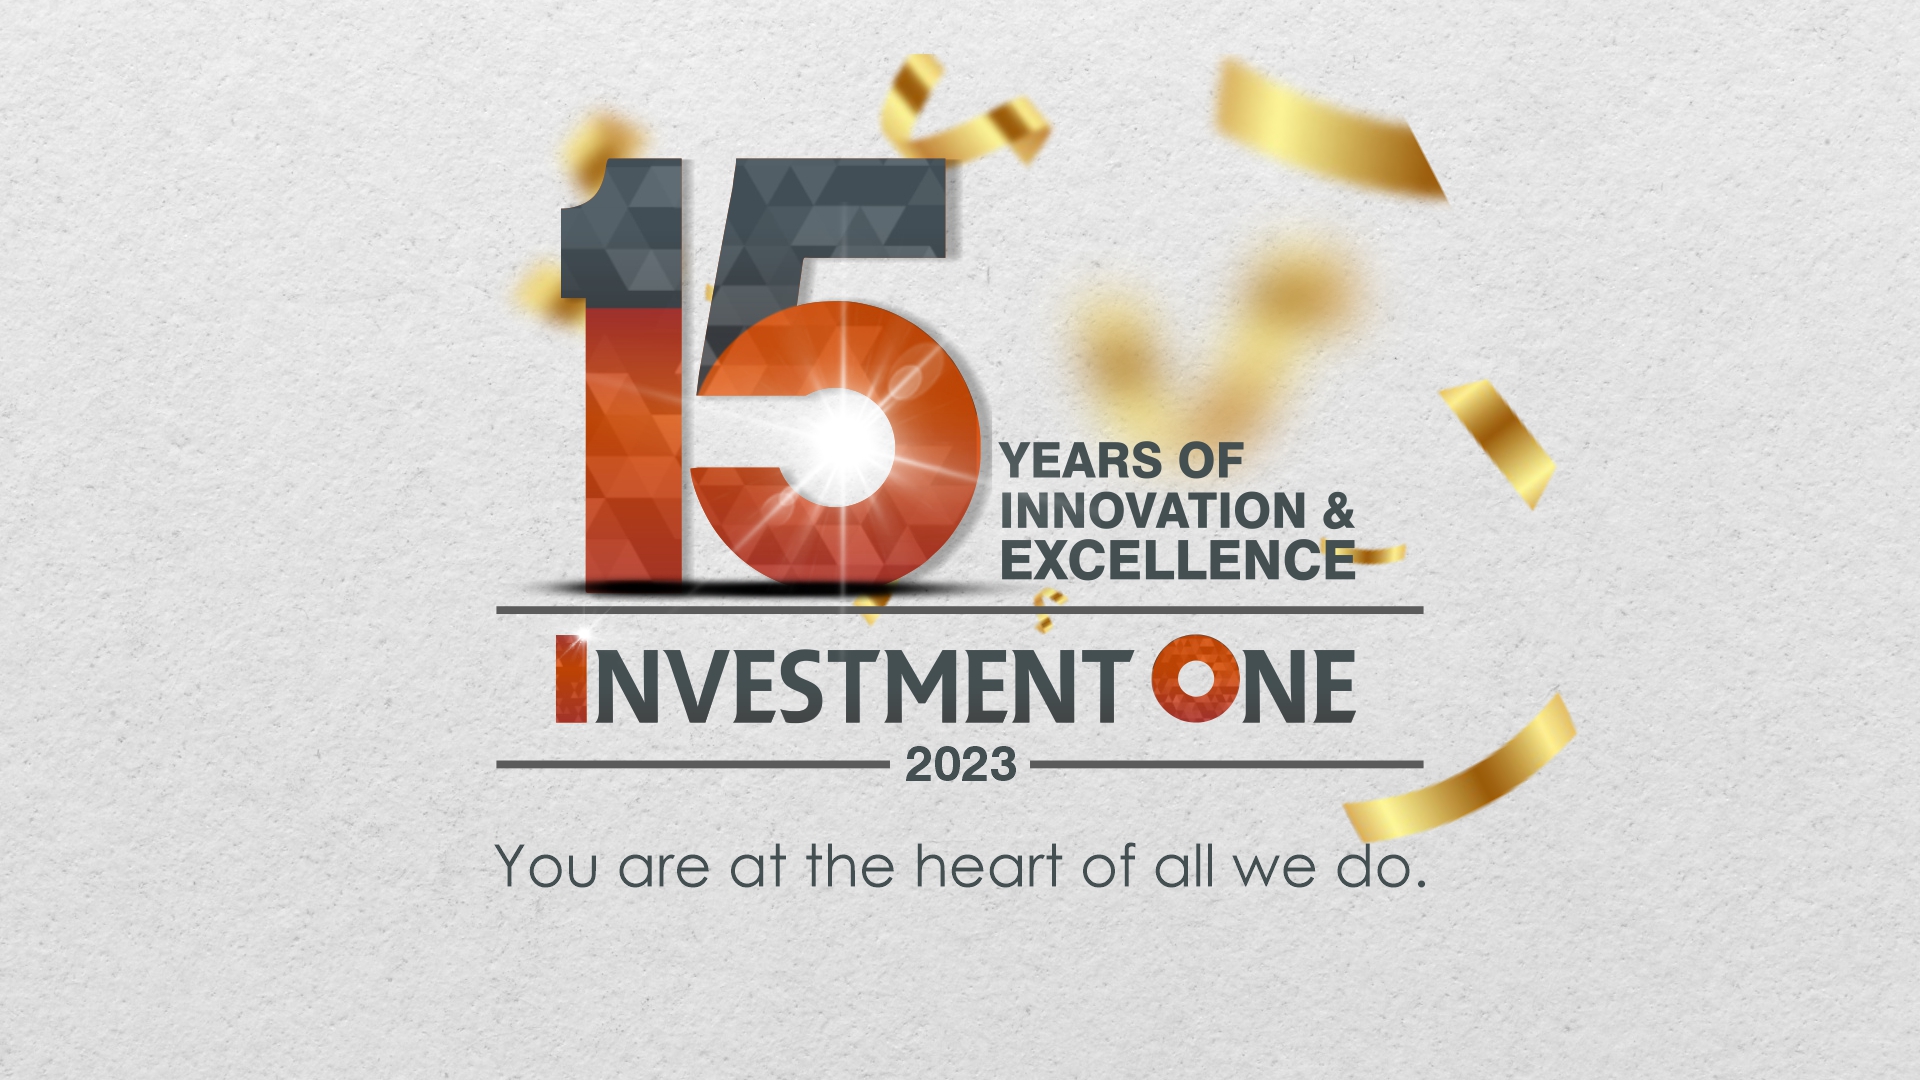 15
YEARS OF
INNOVATION &
EXCELLENCE
INVESTMENT ONE
2023
You are at the heart of all we do.